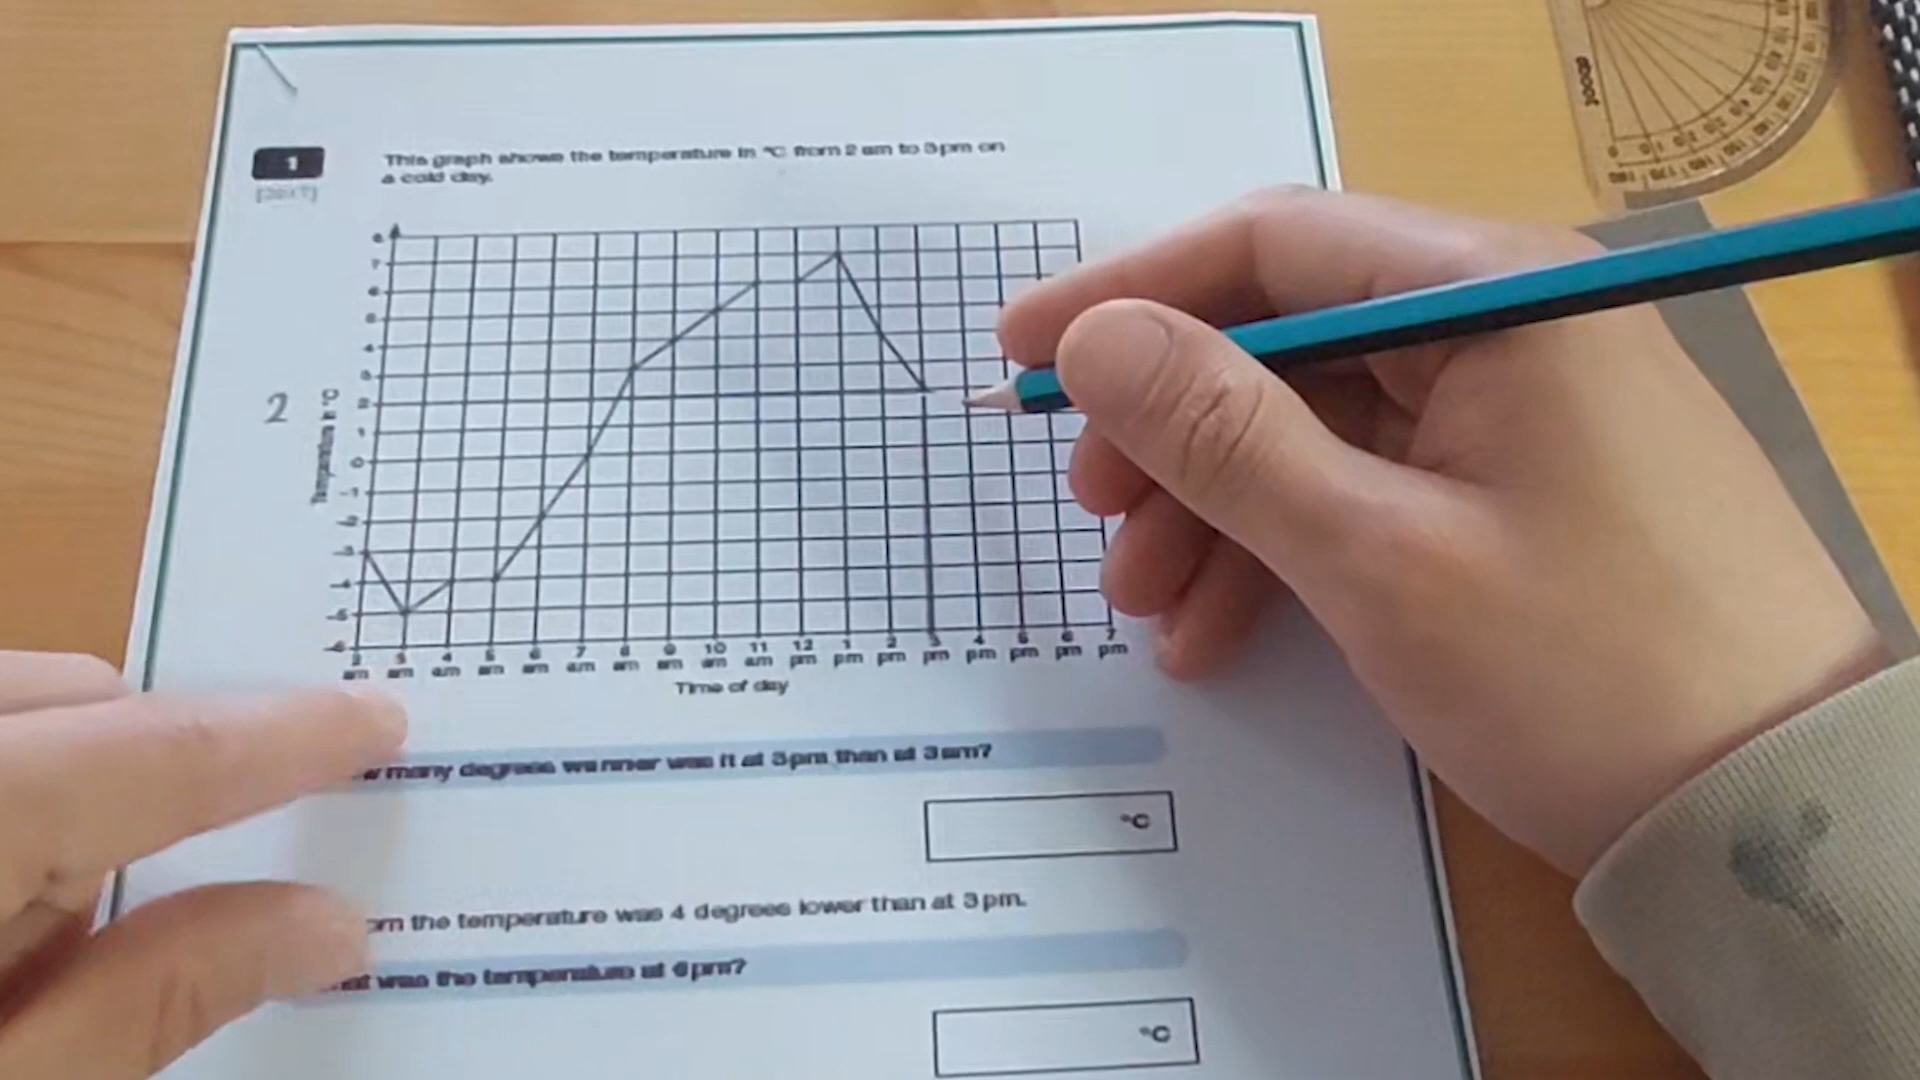 1
This graph shows the temperature in °C from 2 am to 3 pm on
a cold day.
8
7
6
5
4
3
2
1
0
-1
-2
-3
-4
-5
-6
Temperature in °C
2
2 am 3 am 4 am 5 am 6 am 7 am 8 am 9 am 10 am 11 am 12 pm 1 pm 2 pm 3 pm 4 pm 5 pm 6 pm 7 pm
Time of day
many degrees warmer was it at 3 pm than at 3 am?
°C
the temperature was 4 degrees lower than at 3 pm.
was the temperature at 6 pm?
°C